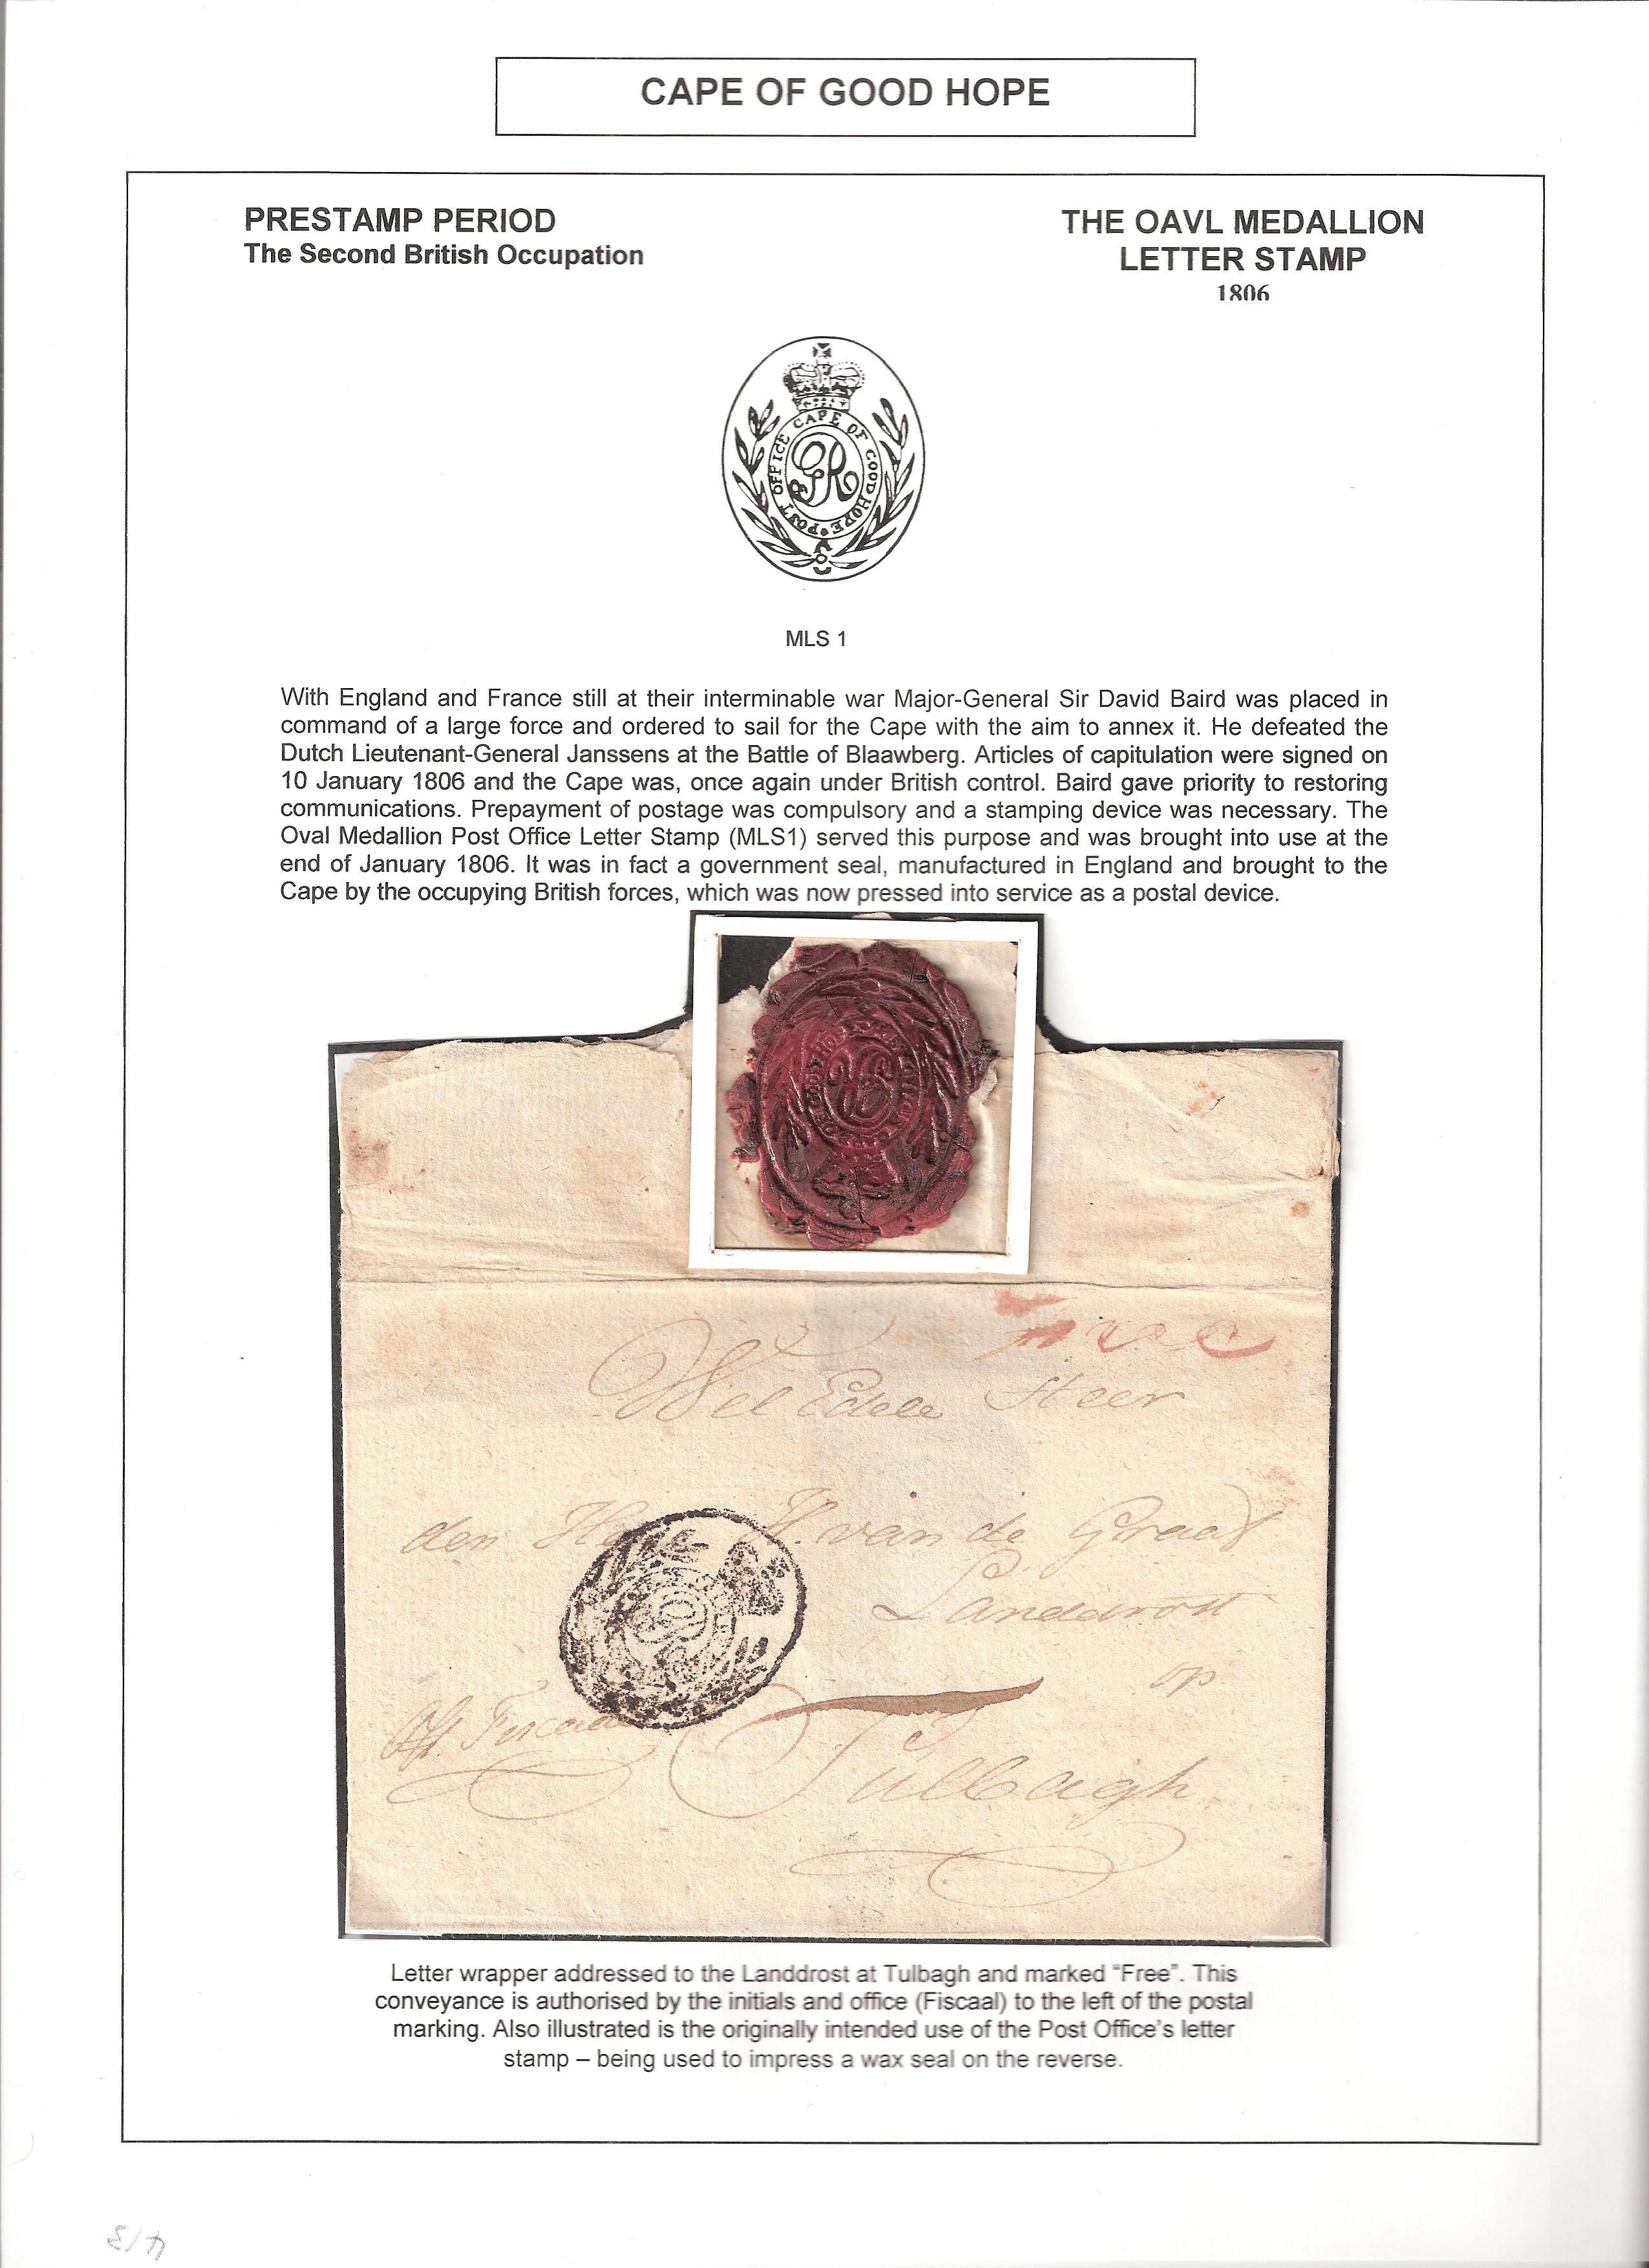 CAPE OF GOOD HOPE
PRESTAMP PERIOD
The Second British Occupation
THE OAVL MEDALLION
LETTER STAMP
1806
POST OFFICE CAPE OF GOOD HOPE
GR
MLS 1
With England and France still at their interminable war Major-General Sir David Baird was placed in
command of a large force and ordered to sail for the Cape with the aim to annex it. He defeated the
Dutch Lieutenant-General Janssens at the Battle of Blaawberg. Articles of capitulation were signed on
10 January 1806 and the Cape was, once again under British control. Baird gave priority to restoring
communications. Prepayment of postage was compulsory and a stamping device was necessary. The
Oval Medallion Post Office Letter Stamp (MLS1) served this purpose and was brought into use at the
end of January 1806. It was in fact a government seal, manufactured in England and brought to the
Cape by the occupying British forces, which was now pressed into service as a postal device.
Free
Wel Edele Heer
den Heer H. van de Graaf
Landdrost
op
Fiscaal
Tulbagh
Letter wrapper addressed to the Landdrost at Tulbagh and marked “Free”. This
conveyance is authorised by the initials and office (Fiscaal) to the left of the postal
marking. Also illustrated is the originally intended use of the Post Office’s letter
stamp – being used to impress a wax seal on the reverse.